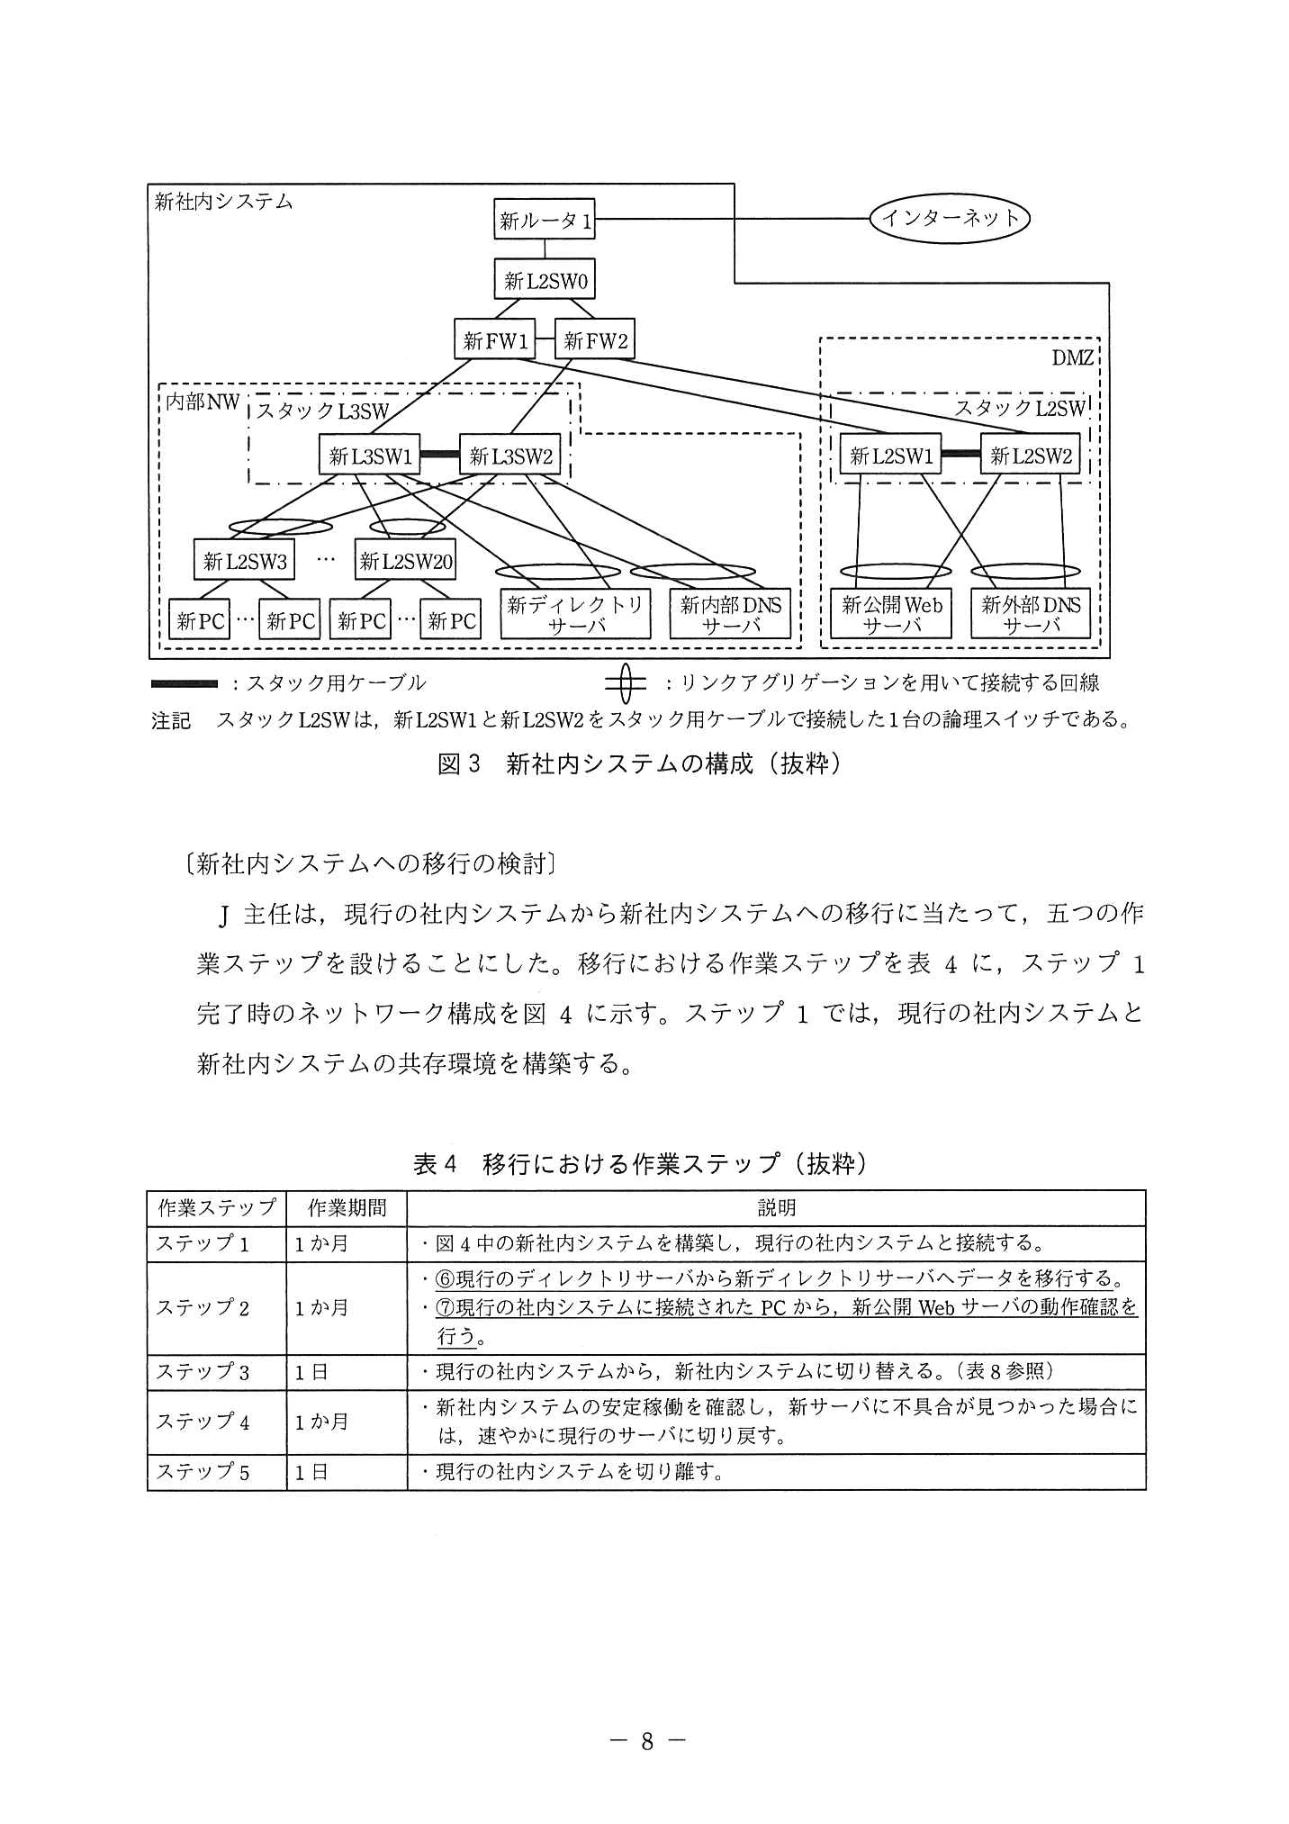 新社内システム
新ルータ1
インターネット
新L2SW0
新FW1
新FW2
DMZ
内部NW
スタックL3SW
スタックL2SW
新L3SW1
新L3SW2
新L2SW1
新L2SW2
新L2SW3
…
新L2SW20
新PC
…
新PC
新PC
…
新PC
新ディレクトリ
サーバ
新内部DNS
サーバ
新公開Web
サーバ
新外部DNS
サーバ
：スタック用ケーブル
：リンクアグリゲーションを用いて接続する回線
注記　スタックL2SWは，新L2SW1と新L2SW2をスタック用ケーブルで接続した1台の論理スイッチである。
図3　新社内システムの構成（抜粋）
〔新社内システムへの移行の検討〕
J 主任は，現行の社内システムから新社内システムへの移行に当たって，五つの作
業ステップを設けることにした。移行における作業ステップを表 4 に，ステップ 1
完了時のネットワーク構成を図 4 に示す。ステップ 1 では，現行の社内システムと
新社内システムの共存環境を構築する。
表4　移行における作業ステップ（抜粋）
作業ステップ　作業期間　説明
ステップ1　1か月　・図4中の新社内システムを構築し，現行の社内システムと接続する。
ステップ2　1か月　・⑥現行のディレクトリサーバから新ディレクトリサーバへデータを移行する。
・⑦現行の社内システムに接続された PC から，新公開 Web サーバの動作確認を
行う。
ステップ3　1日　・現行の社内システムから，新社内システムに切り替える。（表8参照）
ステップ4　1か月　・新社内システムの安定稼働を確認し，新サーバに不具合が見つかった場合に
は，速やかに現行のサーバに切り戻す。
ステップ5　1日　・現行の社内システムを切り離す。
－ 8 －